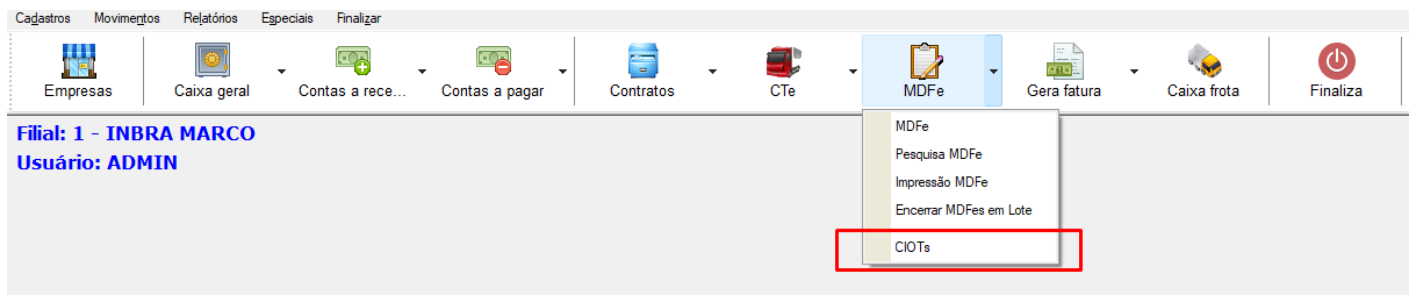 Cadastros Movimentos Relatórios Especiais Finalizar
Empresas Caixa geral Contas a rece... Contas a pagar Contratos CTe MDFe Gera fatura Caixa frota Finaliza
Filial: 1 - INBRA MARCO
Usuário: ADMIN
MDFe
Pesquisa MDFe
Impressão MDFe
Encerrar MDFes em Lote
CIOTs